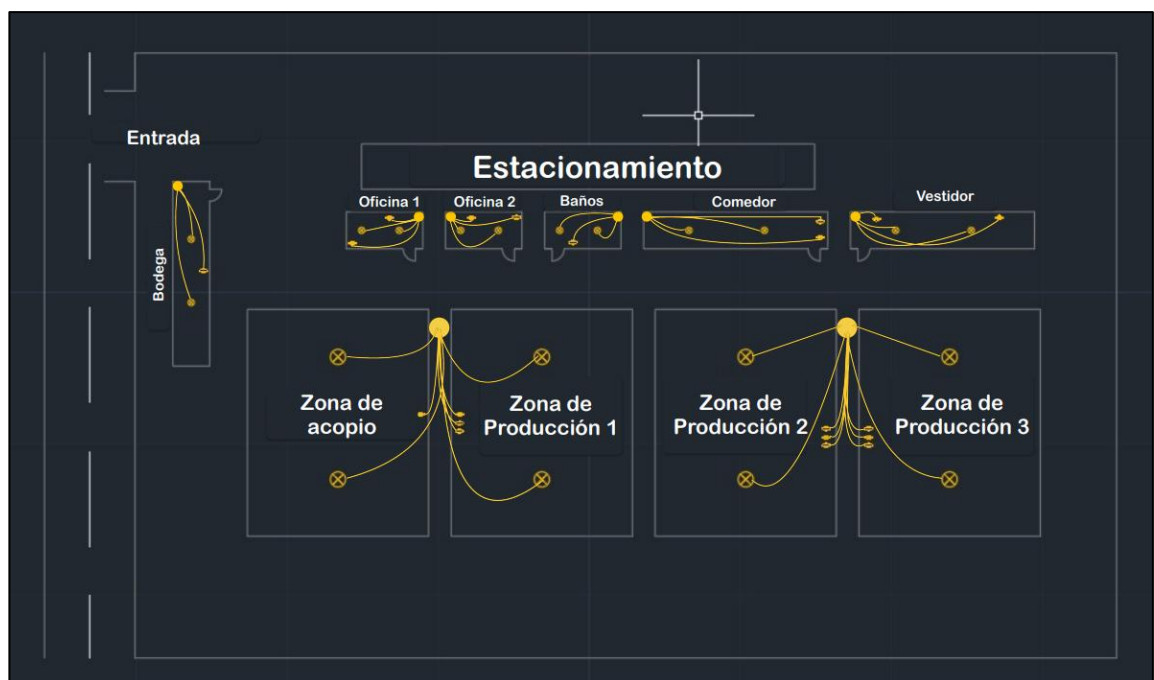 Entrada
Estacionamiento
Oficina 1
Oficina 2
Baños
Comedor
Vestidor
Bodega
Zona de
acopio
Zona de
Producción 1
Zona de
Producción 2
Zona de
Producción 3